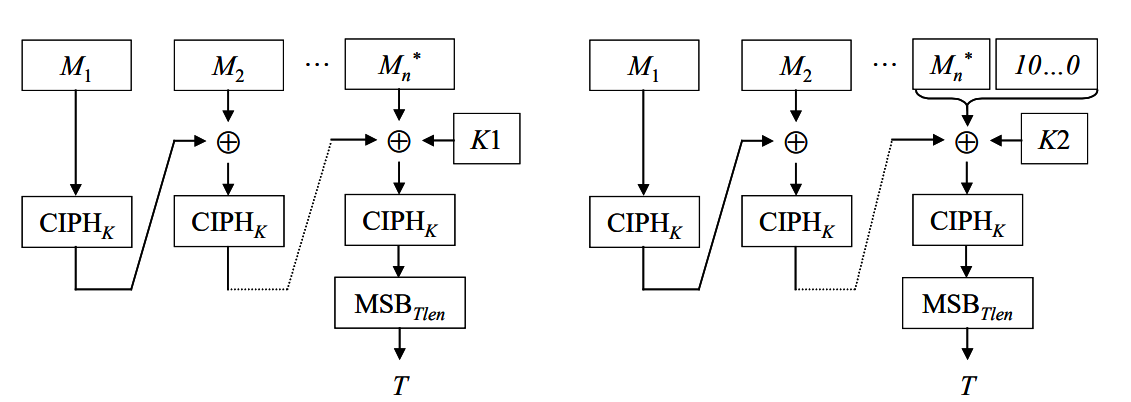 M1 M2 ⋯ Mn* M1 M2 ⋯ Mn* 10…0
⊕ ⊕ K1 ⊕ ⊕ K2
CIPHK CIPHK CIPHK CIPHK CIPHK CIPHK
MSBTlen MSBTlen
T T